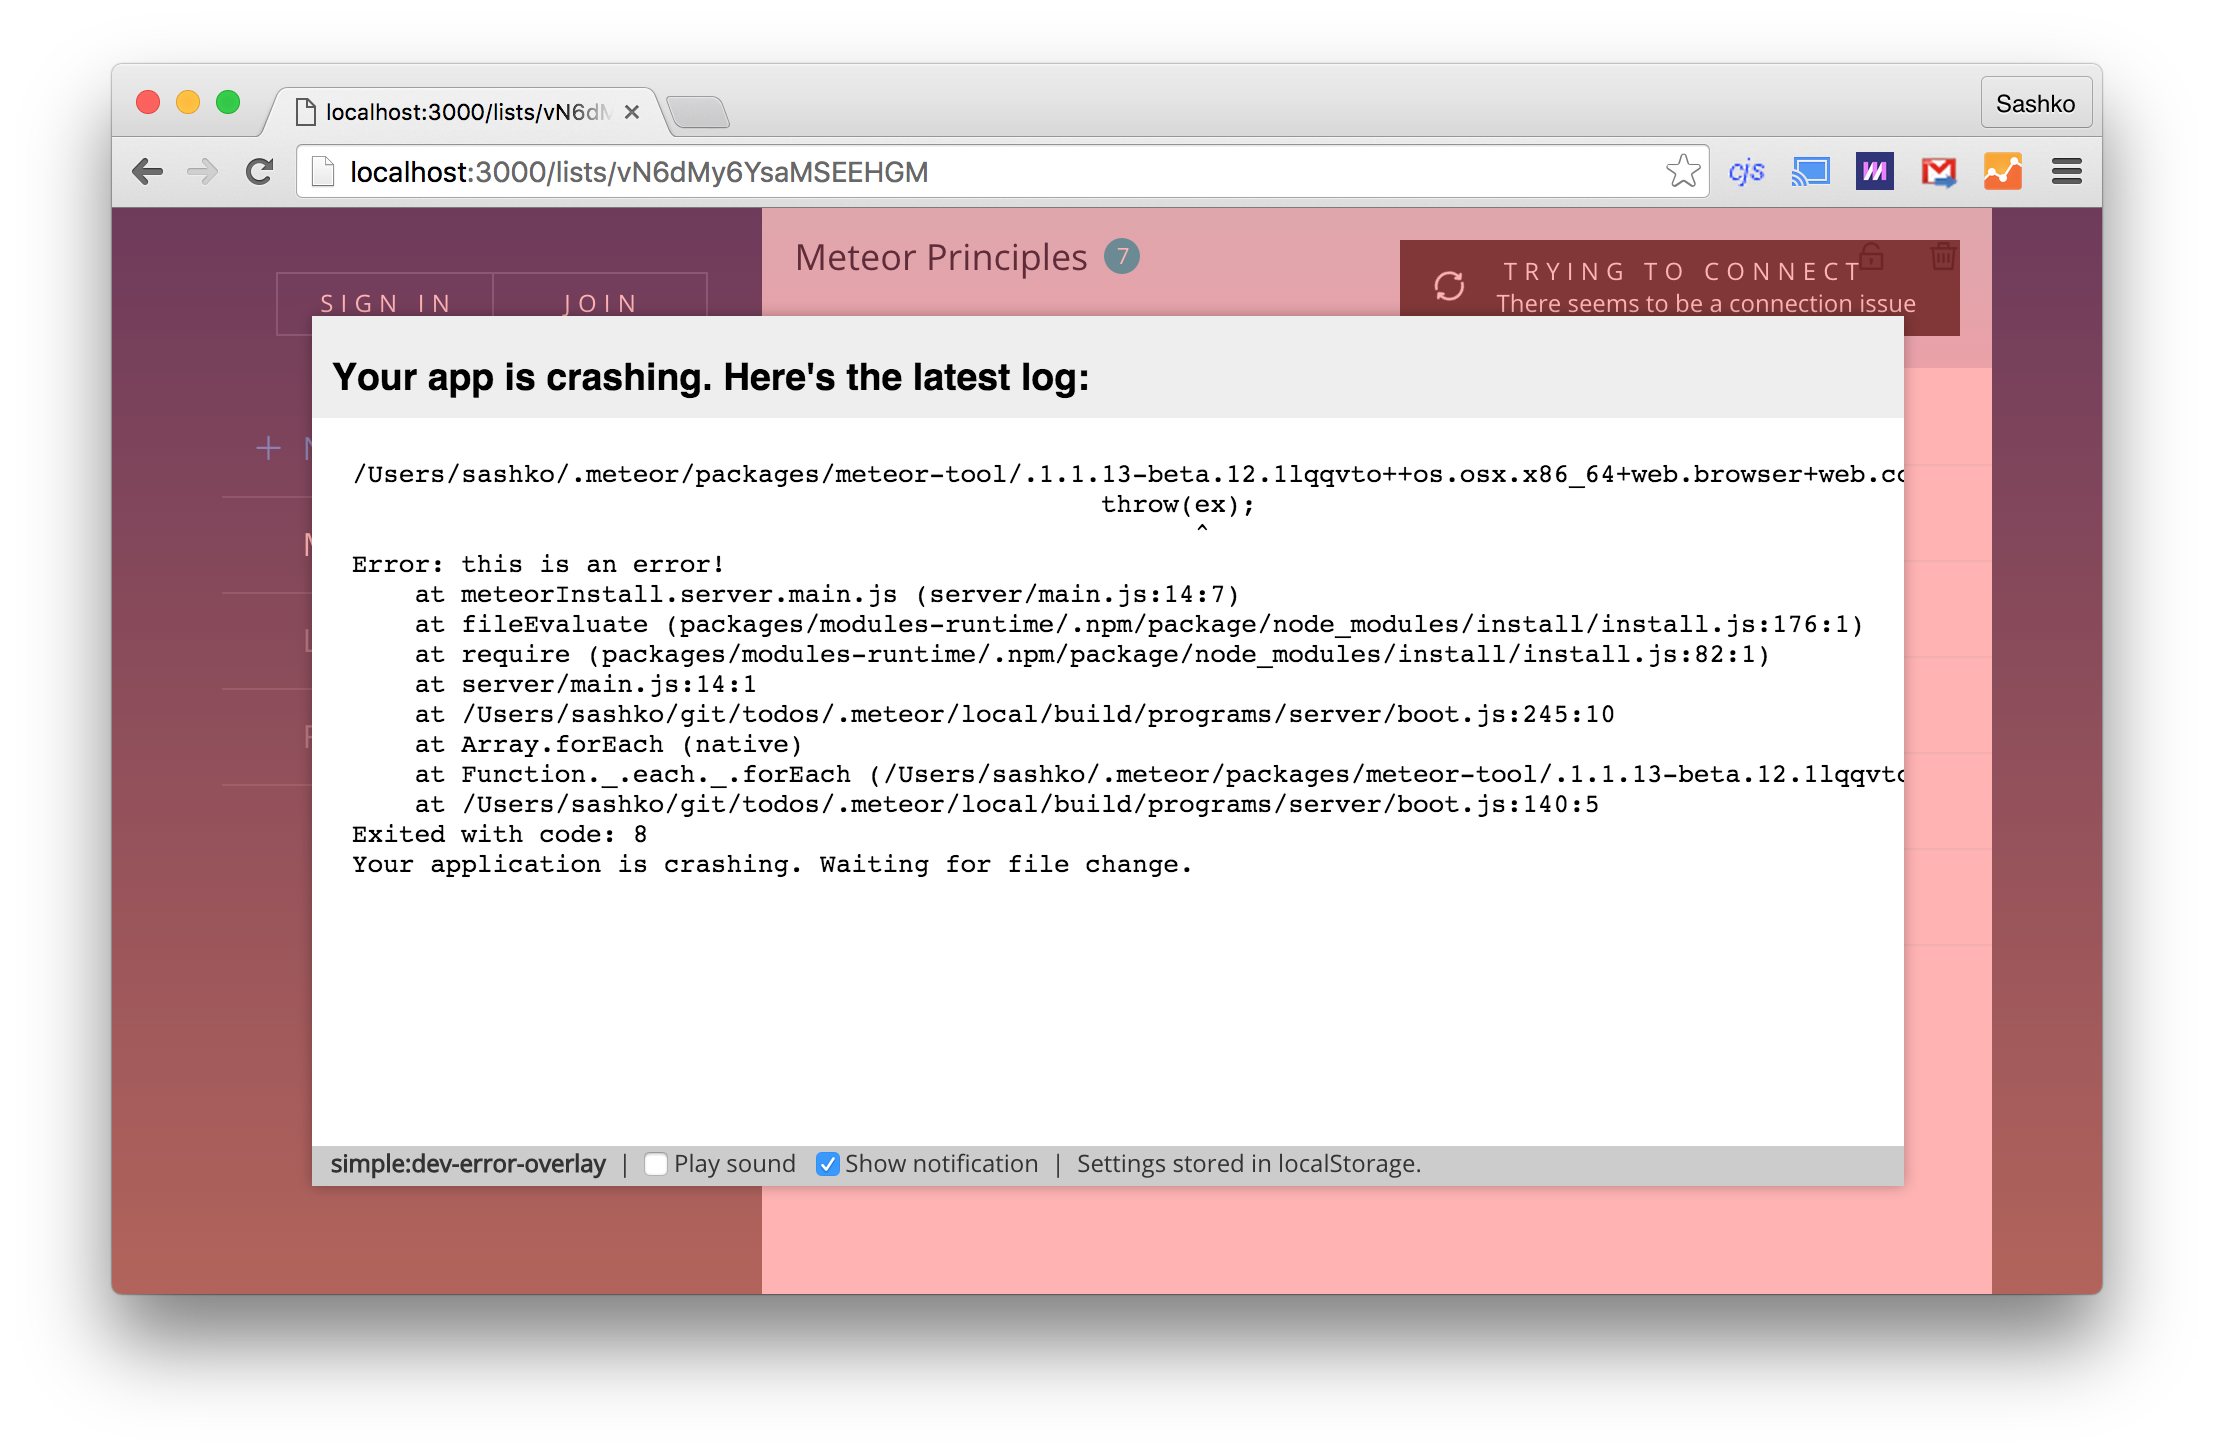 localhost:3000/lists/vN6dM
Sashko
localhost:3000/lists/vN6dMy6YsaMSEEHGM
cjs
SIGN IN
JOIN
Meteor Principles 7
TRYING TO CONNECT
There seems to be a connection issue
Your app is crashing. Here's the latest log:
/Users/sashko/.meteor/packages/meteor-tool/.1.1.13-beta.12.1lqqvto++os.osx.x86_64+web.browser+web.co
throw(ex);
^
Error: this is an error!
at meteorInstall.server.main.js (server/main.js:14:7)
at fileEvaluate (packages/modules-runtime/.npm/package/node_modules/install/install.js:176:1)
at require (packages/modules-runtime/.npm/package/node_modules/install/install.js:82:1)
at server/main.js:14:1
at /Users/sashko/git/todos/.meteor/local/build/programs/server/boot.js:245:10
at Array.forEach (native)
at Function._.each._.forEach (/Users/sashko/.meteor/packages/meteor-tool/.1.1.13-beta.12.1lqqvto
at /Users/sashko/git/todos/.meteor/local/build/programs/server/boot.js:140:5
Exited with code: 8
Your application is crashing. Waiting for file change.
simple:dev-error-overlay | Play sound Show notification | Settings stored in localStorage.